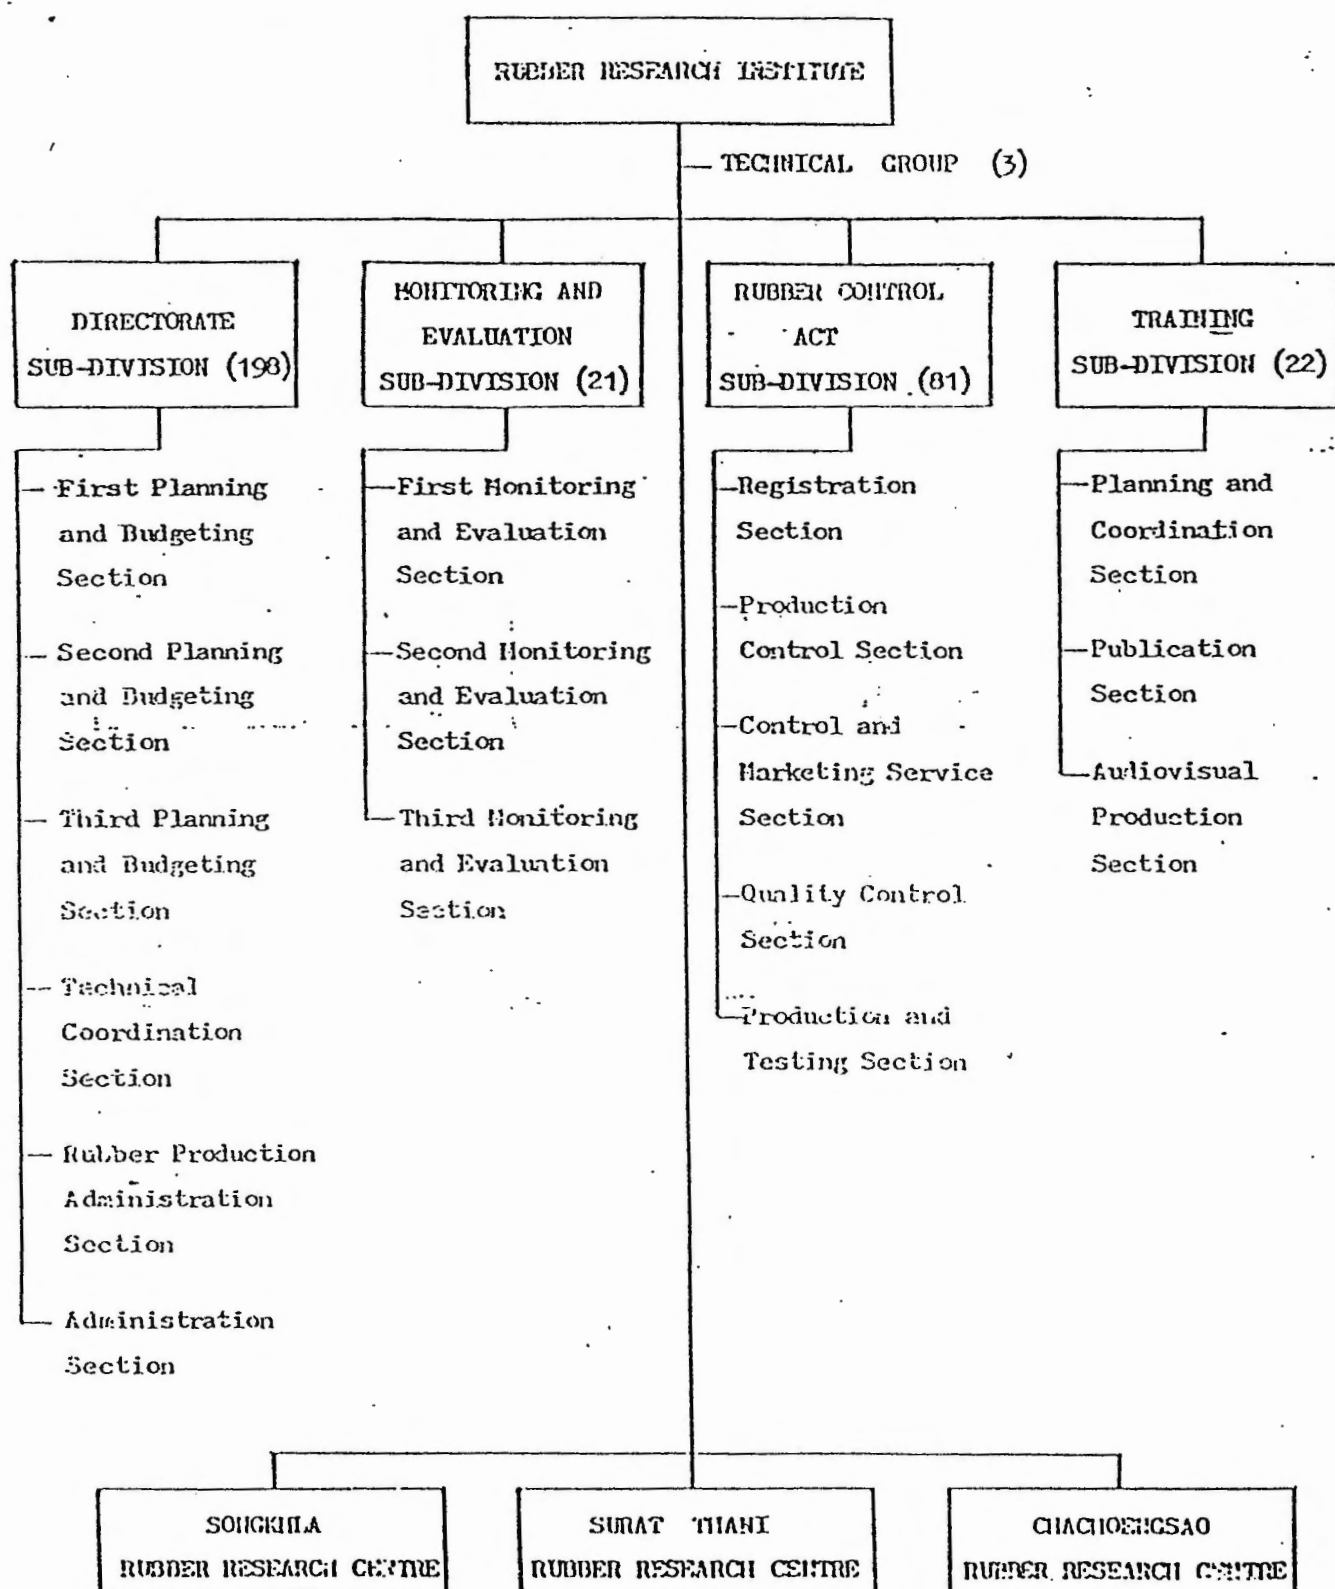 RUBBER RESEARCH INSTITUTE
TECHNICAL GROUP (3)
DIRECTORATE
SUB-DIVISION (198)
MONITORING AND
EVALUATION
SUB-DIVISION (21)
RUBBER CONTROL
ACT
SUB-DIVISION (81)
TRAINING
SUB-DIVISION (22)
First Planning
and Budgeting
Section
Second Planning
and Budgeting
Section
Third Planning
and Budgeting
Section
Technical
Coordination
Section
Rubber Production
Administration
Section
Administration
Section
First Monitoring
and Evaluation
Section
Second Monitoring
and Evaluation
Section
Third Monitoring
and Evaluation
Section
Registration
Section
Production
Control Section
Control and
Marketing Service
Section
Quality Control
Section
Production and
Testing Section
Planning and
Coordination
Section
Publication
Section
Audiovisual
Production
Section
SONGKHLA
RUBBER RESEARCH CENTRE
SURAT THANI
RUBBER RESEARCH CENTRE
CHACHOENGSAO
RUBBER RESEARCH CENTRE